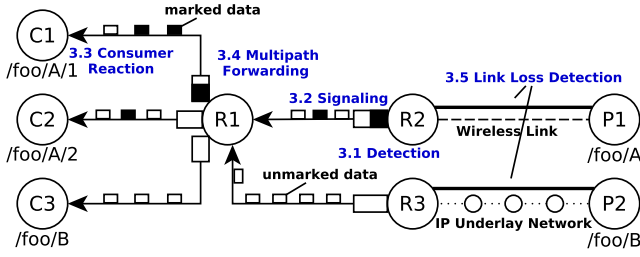 marked data
C1
3.3 Consumer
Reaction
3.4 Multipath
Forwarding
3.5 Link Loss Detection
/foo/A/1
3.2 Signaling
C2
R1
R2
P1
Wireless Link
/foo/A/2
3.1 Detection
/foo/A
unmarked data
C3
R3
P2
IP Underlay Network
/foo/B
/foo/B